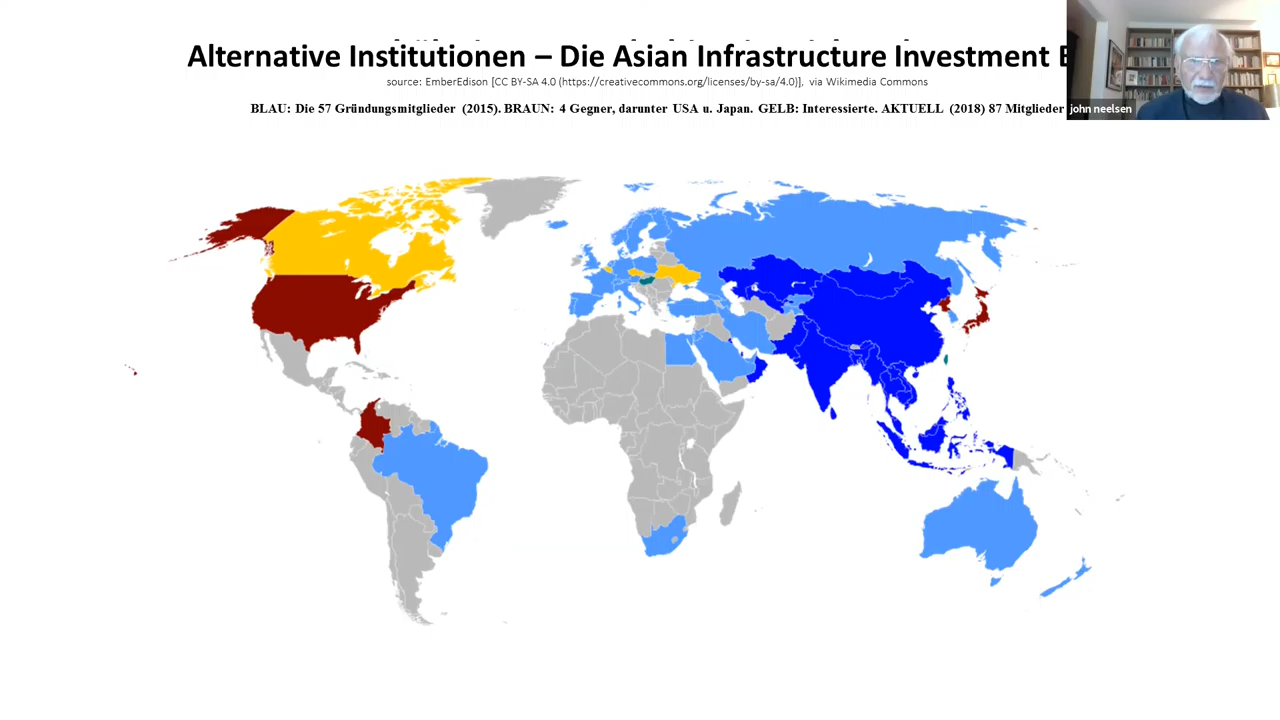 Alternative Institutionen – Die Asian Infrastructure Investment
source: EmberEdison [CC BY-SA 4.0 (https://creativecommons.org/licenses/by-sa/4.0)], via Wikimedia Commons
BLAU: Die 57 Gründungsmitglieder (2015). BRAUN: 4 Gegner, darunter USA u. Japan. GELB: Interessierte. AKTUELL (2018) 87 Mitglieder
john neelsen